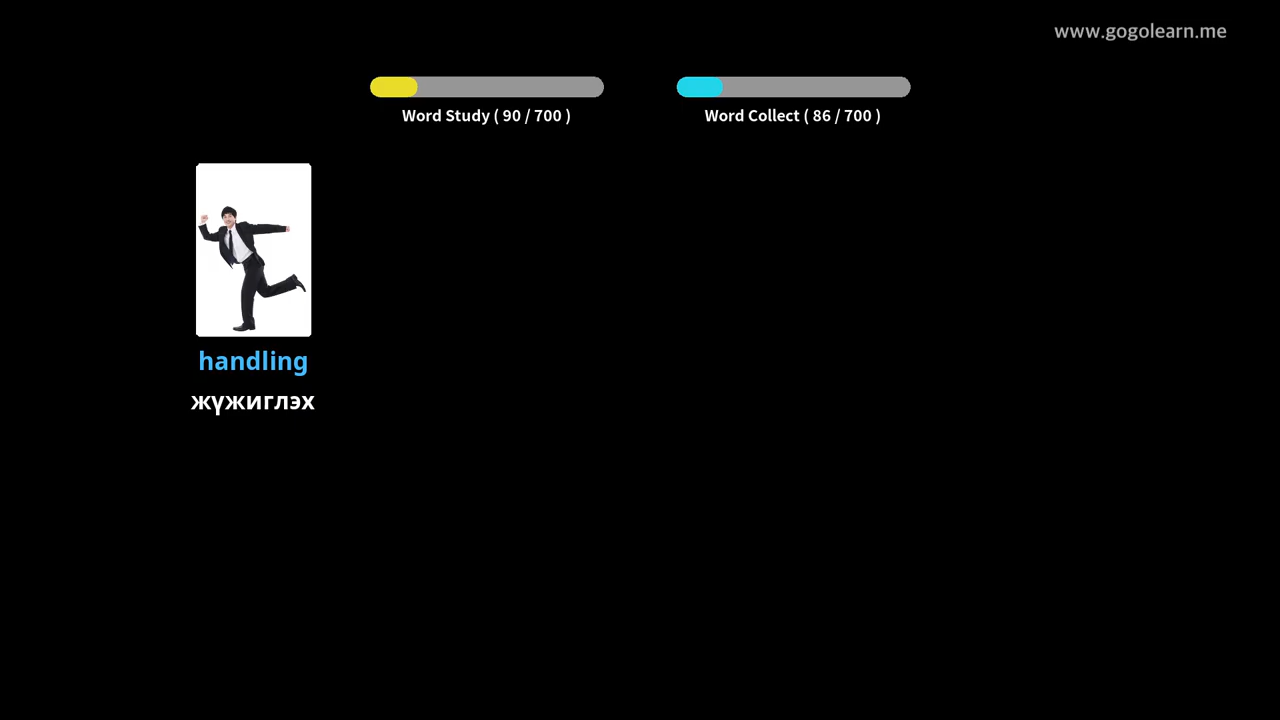 www.gogolearn.me
Word Study ( 90 / 700 )
Word Collect ( 86 / 700 )
handling
жүжиглэх